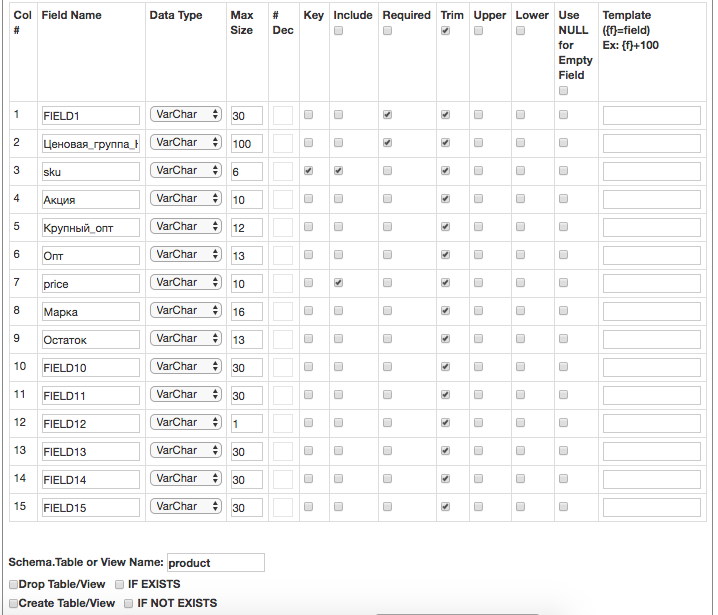 Col # Field Name Data Type Max Size # Dec Key Include Required Trim Upper Lower Use NULL for Empty Field Template ({f}=field) Ex: {f}+100
1 FIELD1 VarChar 30
2 Ценовая_группа_ VarChar 100
3 sku VarChar 6
4 Акция VarChar 10
5 Крупный_опт VarChar 12
6 Опт VarChar 13
7 price VarChar 10
8 Марка VarChar 16
9 Остаток VarChar 13
10 FIELD10 VarChar 30
11 FIELD11 VarChar 30
12 FIELD12 VarChar 1
13 FIELD13 VarChar 30
14 FIELD14 VarChar 30
15 FIELD15 VarChar 30
Schema.Table or View Name: product
Drop Table/View IF EXISTS
Create Table/View IF NOT EXISTS